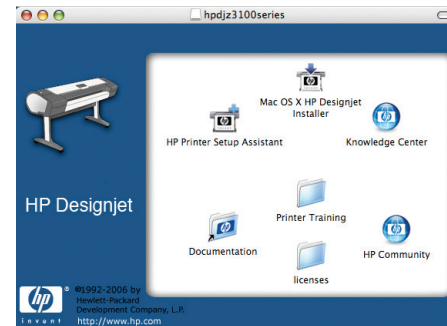 hpdjz3100series
Mac OS X HP Designjet
Installer
HP Printer Setup Assistant
Knowledge Center
HP Designjet
Printer Training
Documentation
HP Community
licenses
hp
®
invent
©1992-2006 by
Hewlett-Packard
Development Company, L.P.
http://www.hp.com